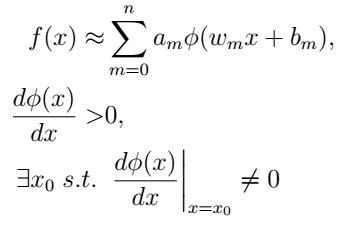 f(x) ≈ ∑_{m=0}^{n} a_m ϕ(w_m x + b_m),
dϕ(x)/dx >0,
∃x_0 s.t. dϕ(x)/dx |_{x=x_0} ≠ 0